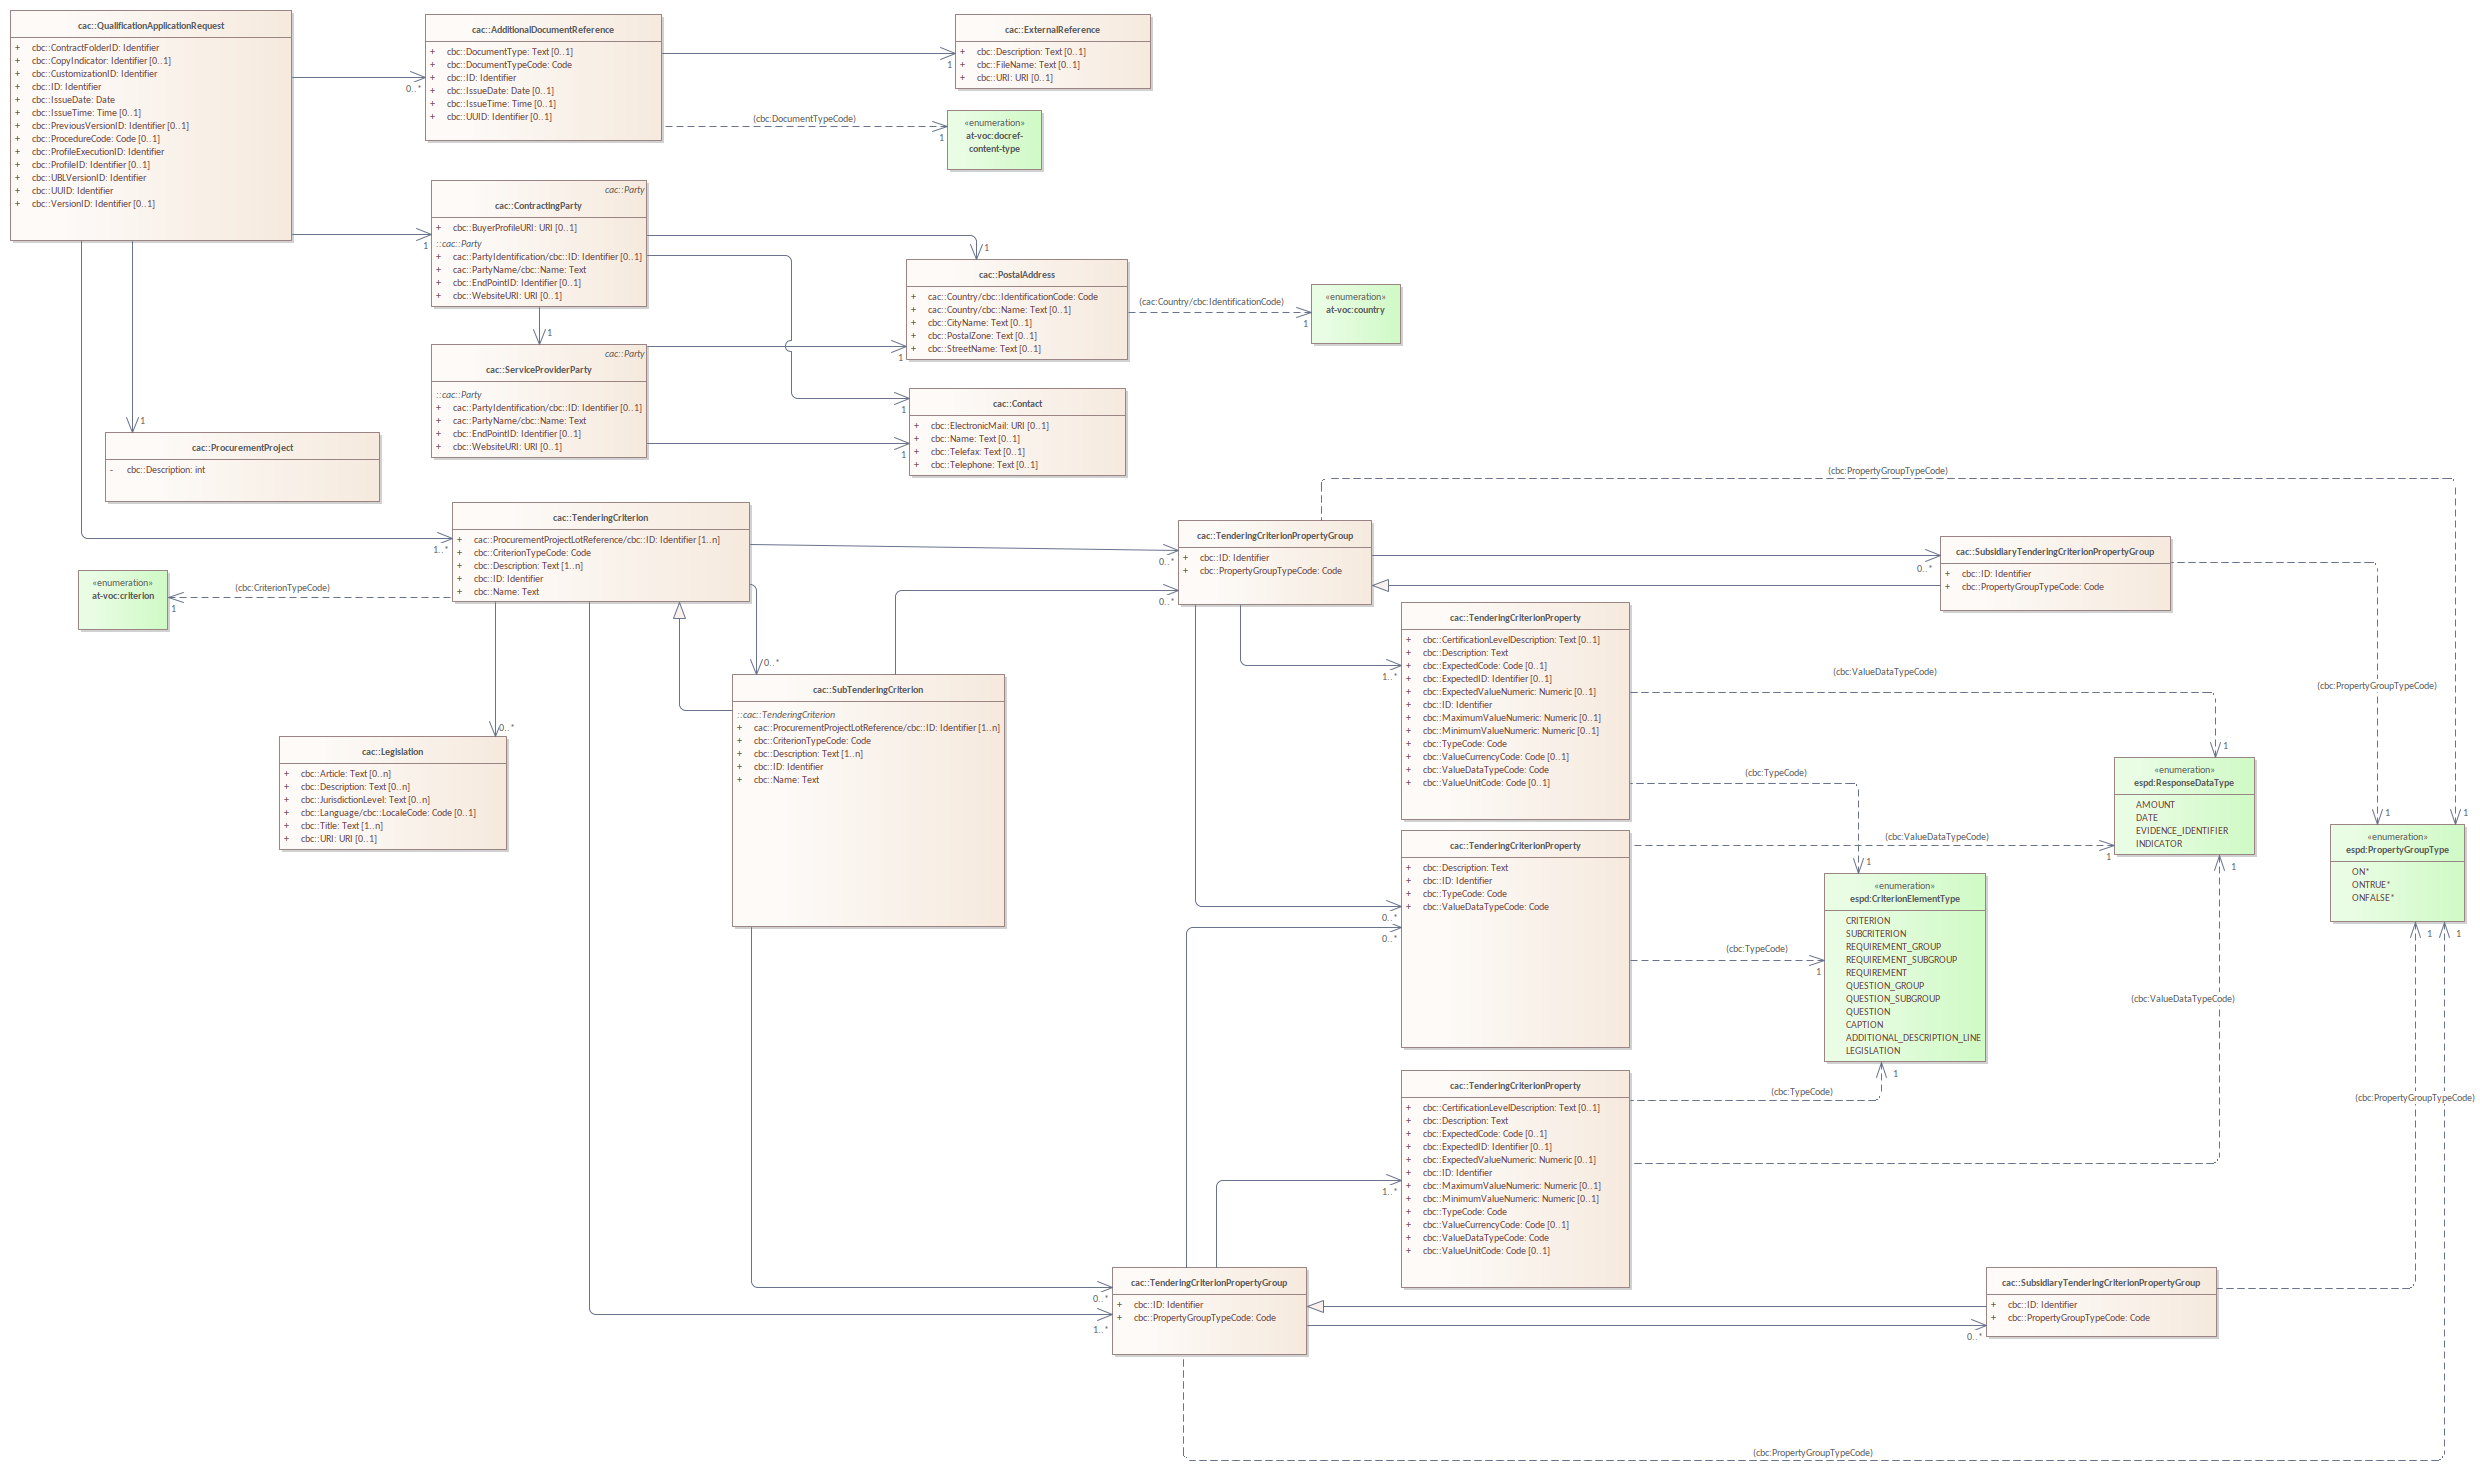 cac::QualificationApplicationRequest
+ cbc::ContractFolderID: Identifier
+ cbc::CopyIndicator: Identifier [0..1]
+ cbc::CustomizationID: Identifier
+ cbc::ID: Identifier
+ cbc::IssueDate: Date
+ cbc::IssueTime: Time [0..1]
+ cbc::PreviousVersionID: Identifier [0..1]
+ cbc::ProcedureCode: Code [0..1]
+ cbc::ProfileExecutionID: Identifier
+ cbc::ProfileID: Identifier [0..1]
+ cbc::UBLVersionID: Identifier
+ cbc::UUID: Identifier
+ cbc::VersionID: Identifier [0..1]
0..*
cac::AdditionalDocumentReference
+ cbc::DocumentType: Text [0..1]
+ cbc::DocumentTypeCode: Code
+ cbc::ID: Identifier
+ cbc::IssueDate: Date [0..1]
+ cbc::IssueTime: Time [0..1]
+ cbc::UUID: Identifier [0..1]
1
cac::ExternalReference
+ cbc::Description: Text [0..1]
+ cbc::FileName: Text [0..1]
+ cbc::URI: URI [0..1]
(cbc:DocumentTypeCode)
1
«enumeration»
at-voc:docref-
content-type
1
cac::Party
cac::ContractingParty
+ cbc::BuyerProfileURI: URI [0..1]
::cac::Party
+ cac::PartyIdentification/cbc::ID: Identifier [0..1]
+ cac::PartyName/cbc::Name: Text
+ cbc::EndPointID: Identifier [0..1]
+ cbc::WebsiteURI: URI [0..1]
1
1
cac::PostalAddress
+ cac::Country/cbc::IdentificationCode: Code
+ cac::Country/cbc::Name: Text [0..1]
+ cbc::CityName: Text [0..1]
+ cbc::PostalZone: Text [0..1]
+ cbc::StreetName: Text [0..1]
1
(cac:Country/cbc:IdentificationCode)
1
«enumeration»
at-voc:country
cac::Party
cac::ServiceProviderParty
::cac::Party
+ cac::PartyIdentification/cbc::ID: Identifier [0..1]
+ cac::PartyName/cbc::Name: Text
+ cbc::EndPointID: Identifier [0..1]
+ cbc::WebsiteURI: URI [0..1]
1
1
cac::Contact
+ cbc::ElectronicMail: URI [0..1]
+ cbc::Name: Text [0..1]
+ cbc::Telefax: Text [0..1]
+ cbc::Telephone: Text [0..1]
1
cac::ProcurementProject
- cbc::Description: int
1..*
cac::TenderingCriterion
+ cac::ProcurementProjectLotReference/cbc::ID: Identifier [1..n]
+ cbc::CriterionTypeCode: Code
+ cbc::Description: Text [1..n]
+ cbc::ID: Identifier
+ cbc::Name: Text
(cbc:CriterionTypeCode)
1
«enumeration»
at-voc:criterion
0..*
0..*
cac::TenderingCriterionPropertyGroup
+ cbc::ID: Identifier
+ cbc::PropertyGroupTypeCode: Code
(cbc:PropertyGroupTypeCode)
0..*
cac::SubsidiaryTenderingCriterionPropertyGroup
+ cbc::ID: Identifier
+ cbc::PropertyGroupTypeCode: Code
(cbc:PropertyGroupTypeCode)
0..*
cac::SubTenderingCriterion
::cac::TenderingCriterion
+ cac::ProcurementProjectLotReference/cbc::ID: Identifier [1..n]
+ cbc::CriterionTypeCode: Code
+ cbc::Description: Text [1..n]
+ cbc::ID: Identifier
+ cbc::Name: Text
0..*
cac::Legislation
+ cbc::Article: Text [0..n]
+ cbc::Description: Text [0..n]
+ cbc::JurisdictionLevel: Text [0..n]
+ cbc::Language/cbc::LocaleCode: Code [0..1]
+ cbc::Title: Text [1..n]
+ cbc::URI: URI [0..1]
1..*
cac::TenderingCriterionProperty
+ cbc::CertificationLevelDescription: Text [0..1]
+ cbc::Description: Text
+ cbc::ExpectedCode: Code [0..1]
+ cbc::ExpectedID: Identifier [0..1]
+ cbc::ExpectedValueNumeric: Numeric [0..1]
+ cbc::ID: Identifier
+ cbc::MaximumValueNumeric: Numeric [0..1]
+ cbc::MinimumValueNumeric: Numeric [0..1]
+ cbc::TypeCode: Code
+ cbc::ValueCurrencyCode: Code [0..1]
+ cbc::ValueDataTypeCode: Code
+ cbc::ValueUnitCode: Code [0..1]
(cbc:ValueDataTypeCode)
1
(cbc:TypeCode)
1
«enumeration»
espd:ResponseDataType
AMOUNT
DATE
EVIDENCE_IDENTIFIER
INDICATOR
1
1
«enumeration»
espd:PropertyGroupType
ON*
ONTRUE*
ONFALSE*
1
1
cac::TenderingCriterionProperty
+ cbc::Description: Text
+ cbc::ID: Identifier
+ cbc::TypeCode: Code
+ cbc::ValueDataTypeCode: Code
0..*
0..*
(cbc:ValueDataTypeCode)
1
1
(cbc:TypeCode)
1
«enumeration»
espd:CriterionElementType
CRITERION
SUBCRITERION
REQUIREMENT_GROUP
REQUIREMENT_SUBGROUP
REQUIREMENT
QUESTION_GROUP
QUESTION_SUBGROUP
QUESTION
CAPTION
ADDITIONAL_DESCRIPTION_LINE
LEGISLATION
1
(cbc:ValueDataTypeCode)
(cbc:TypeCode)
(cbc:PropertyGroupTypeCode)
1..*
cac::TenderingCriterionProperty
+ cbc::CertificationLevelDescription: Text [0..1]
+ cbc::Description: Text
+ cbc::ExpectedCode: Code [0..1]
+ cbc::ExpectedID: Identifier [0..1]
+ cbc::ExpectedValueNumeric: Numeric [0..1]
+ cbc::ID: Identifier
+ cbc::MaximumValueNumeric: Numeric [0..1]
+ cbc::MinimumValueNumeric: Numeric [0..1]
+ cbc::TypeCode: Code
+ cbc::ValueCurrencyCode: Code [0..1]
+ cbc::ValueDataTypeCode: Code
+ cbc::ValueUnitCode: Code [0..1]
0..*
1..*
cac::TenderingCriterionPropertyGroup
+ cbc::ID: Identifier
+ cbc::PropertyGroupTypeCode: Code
0..*
cac::SubsidiaryTenderingCriterionPropertyGroup
+ cbc::ID: Identifier
+ cbc::PropertyGroupTypeCode: Code
(cbc:PropertyGroupTypeCode)